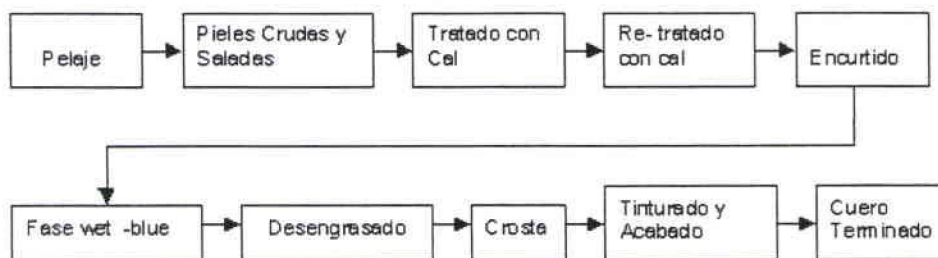 Pelaje
Pieles Crudas y
Saladas
Tratado con
Cal
Re-tratado
con cal
Encurtido
Fase wet -blue
Desengrasado
Crosta
Tinturado y
Acabado
Cuero
Terminado